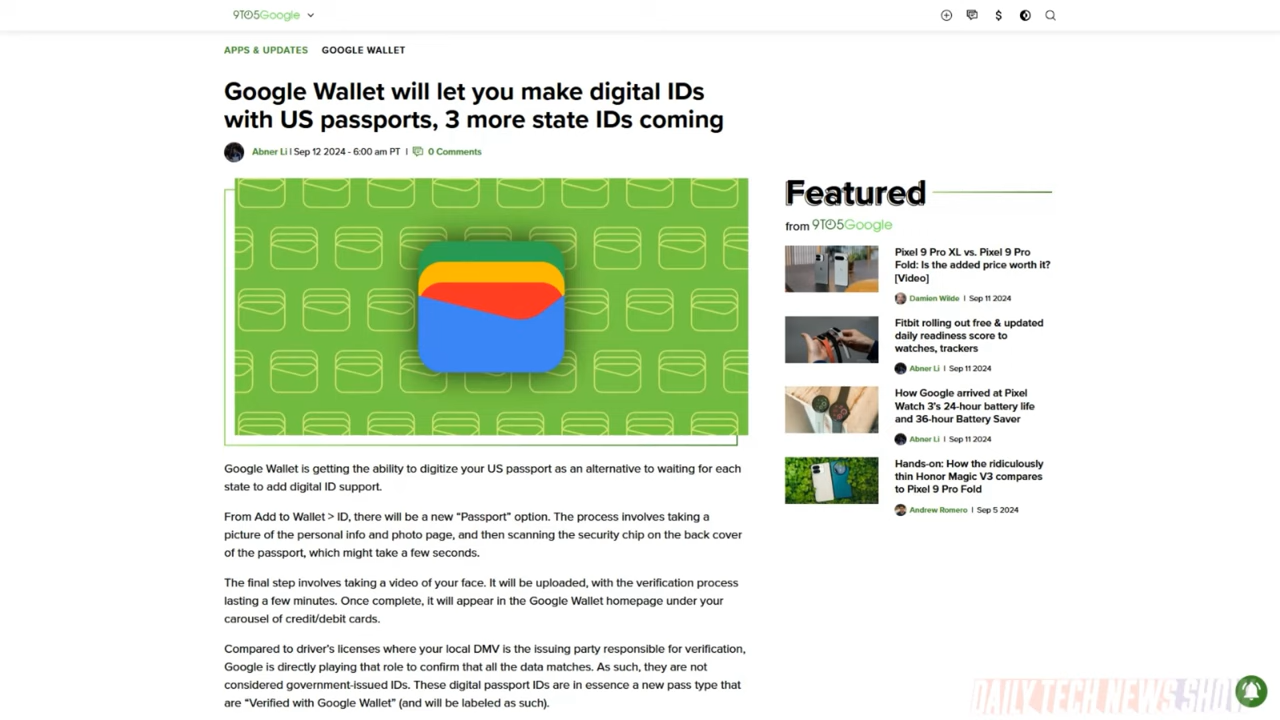 9TO5Google
APPS & UPDATES GOOGLE WALLET
Google Wallet will let you make digital IDs
with US passports, 3 more state IDs coming
Abner Li | Sep 12 2024 - 6:00 am PT | 0 Comments
Google Wallet is getting the ability to digitize your US passport as an alternative to waiting for each
state to add digital ID support.
From Add to Wallet > ID, there will be a new “Passport” option. The process involves taking a
picture of the personal info and photo page, and then scanning the security chip on the back cover
of the passport, which might take a few seconds.
The final step involves taking a video of your face. It will be uploaded, with the verification process
lasting a few minutes. Once complete, it will appear in the Google Wallet homepage under your
carousel of credit/debit cards.
Compared to driver’s licenses where your local DMV is the issuing party responsible for verification,
Google is directly playing that role to confirm that all the data matches. As such, they are not
considered government-issued IDs. These digital passport IDs are in essence a new pass type that
are “Verified with Google Wallet” (and will be labeled as such).
Featured
from 9TO5Google
Pixel 9 Pro XL vs. Pixel 9 Pro
Fold: Is the added price worth it?
[Video]
Damien Wilde | Sep 11 2024
Fitbit rolling out free & updated
daily readiness score to
watches, trackers
Abner Li | Sep 11 2024
How Google arrived at Pixel
Watch 3’s 24-hour battery life
and 36-hour Battery Saver
Abner Li | Sep 11 2024
Hands-on: How the ridiculously
thin Honor Magic V3 compares
to Pixel 9 Pro Fold
Andrew Romero | Sep 5 2024
DAILY TECH NEWS SHOW